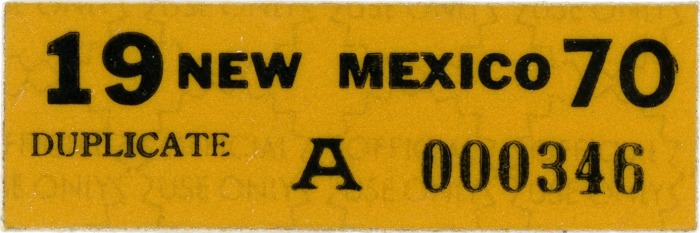 19 NEW MEXICO 70
DUPLICATE A 000346